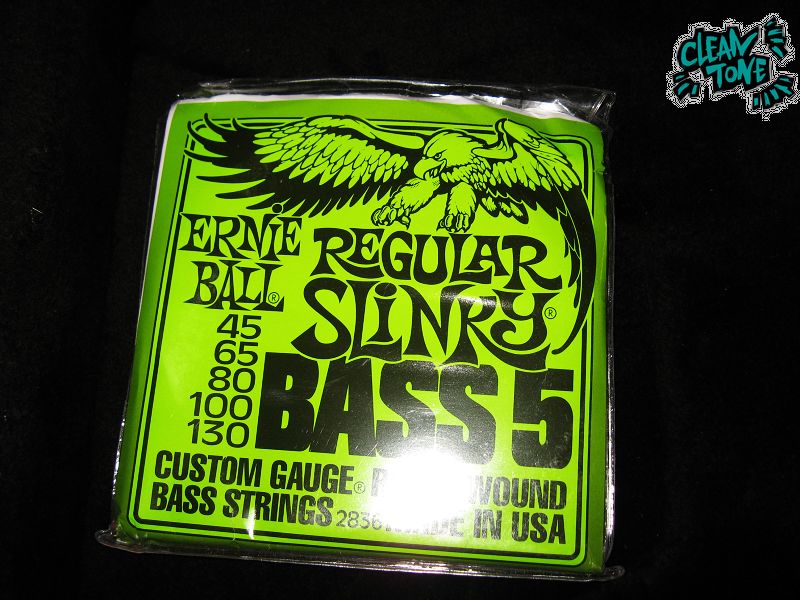 CLEAN
TONE
ERNIE
BALL®
REGULAR
SLINKY®
45
65
80
100
130
BASS 5
CUSTOM GAUGE® WOUND
BASS STRINGS 2836 MADE IN USA